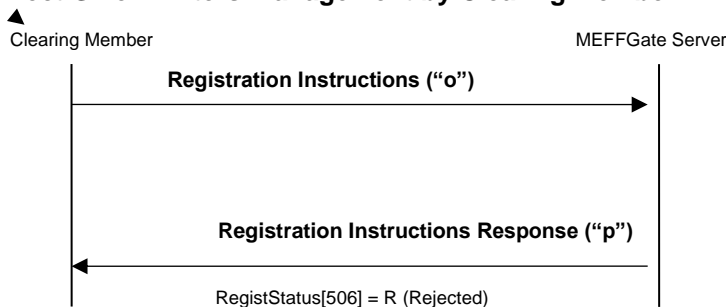 Clearing Member
MEFFGate Server
Registration Instructions (“o”)
Registration Instructions Response (“p”)
RegistStatus[506] = R (Rejected)